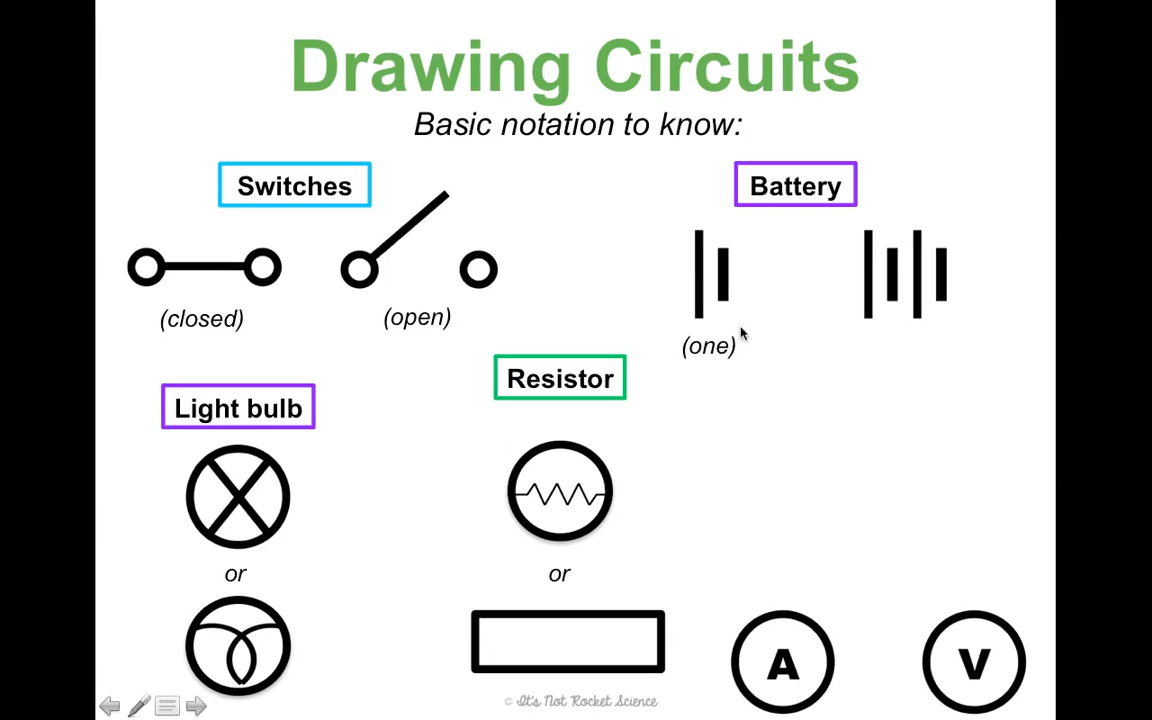 Drawing Circuits
Basic notation to know:
Switches
Battery
(closed)
(open)
(one)
Light bulb
Resistor
or
or
A
V
© It's Not Rocket Science